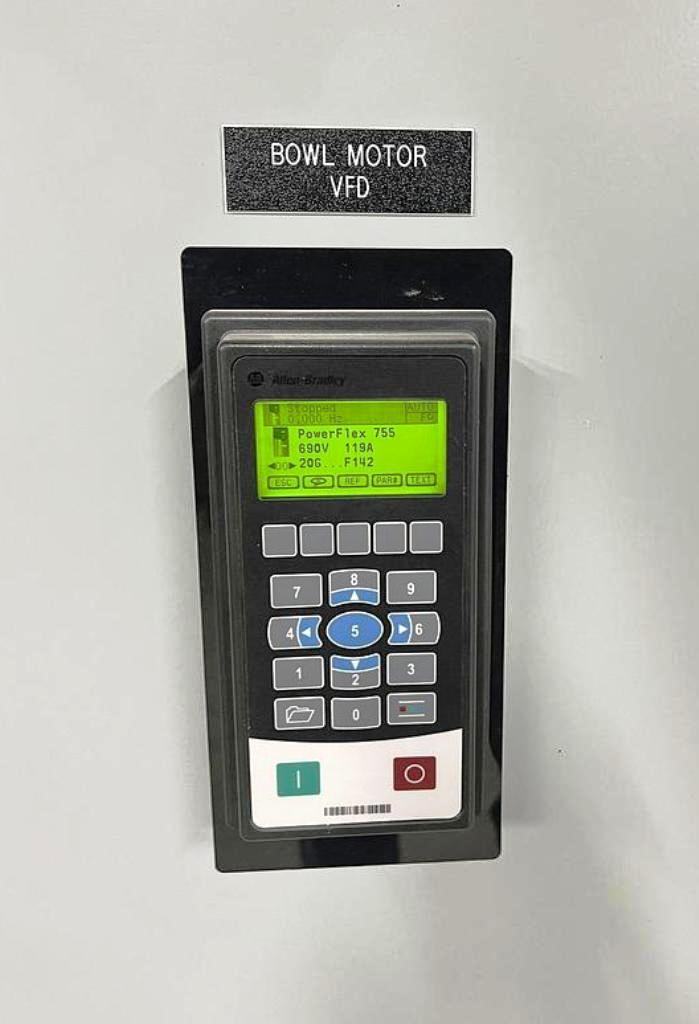 BOWL MOTOR
VFD
Allen-Bradley
Stopped AUTO
0.000 Hz
PowerFlex 755
690V 119A
00
20G...F142
ESC REF PAR# TEXT
7 8 9
4 5 6
1 2 3
0